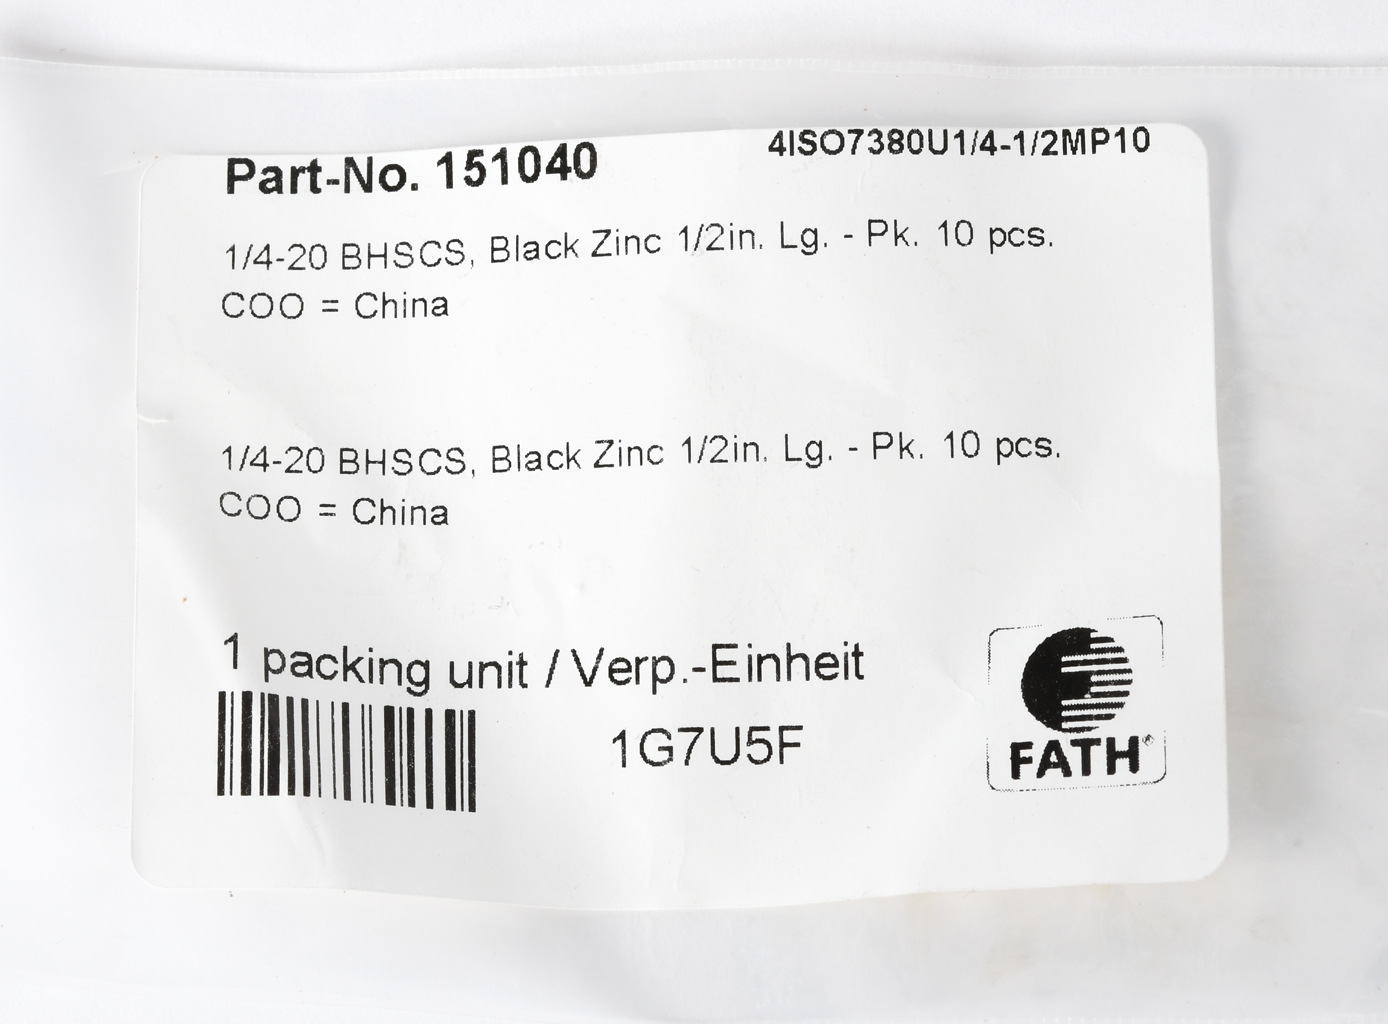 Part-No. 151040
4ISO7380U1/4-1/2MP10
1/4-20 BHSCS, Black Zinc 1/2in. Lg. - Pk. 10 pcs.
COO = China
1/4-20 BHSCS, Black Zinc 1/2in. Lg. - Pk. 10 pcs.
COO = China
1 packing unit / Verp.-Einheit
1G7U5F
FATH®